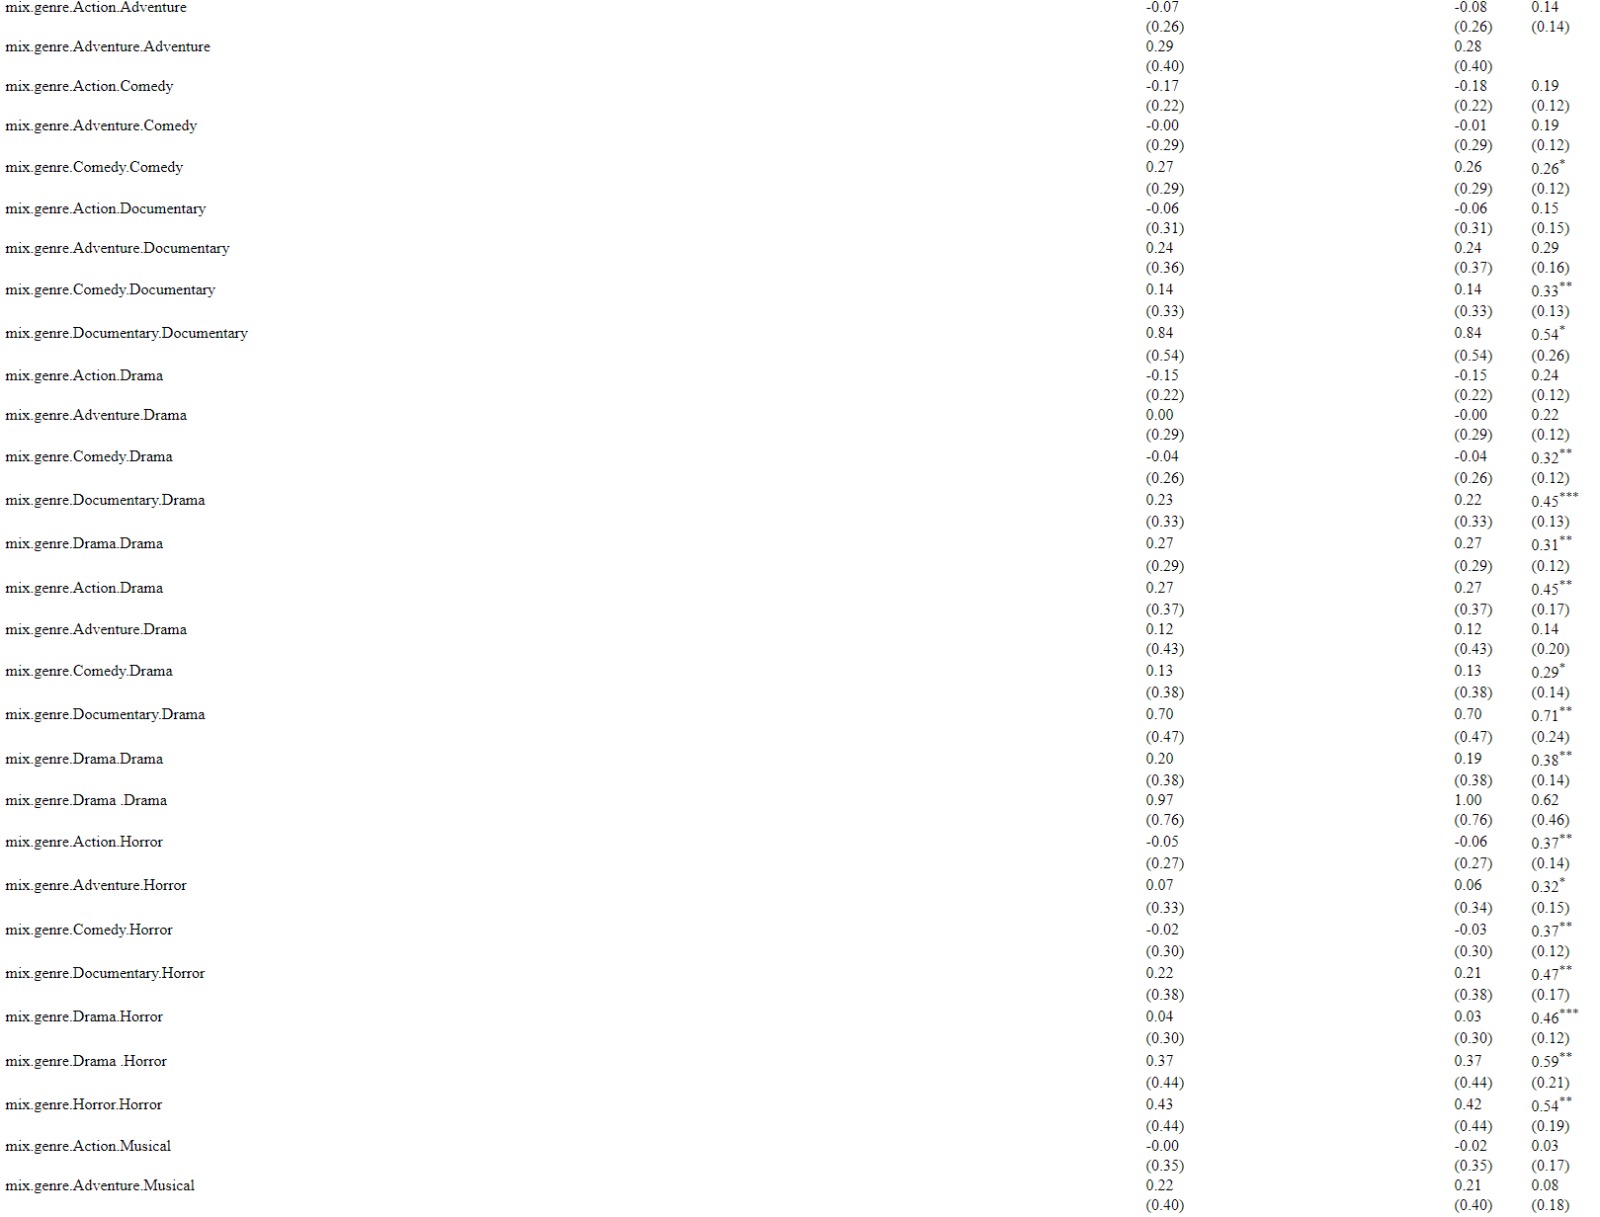 mix.genre.Action.Adventure -0.07 -0.08 0.14
(0.26) (0.26) (0.14)
mix.genre.Adventure.Adventure 0.29 0.28
(0.40) (0.40)
mix.genre.Action.Comedy -0.17 -0.18 0.19
(0.22) (0.22) (0.12)
mix.genre.Adventure.Comedy -0.00 -0.01 0.19
(0.29) (0.29) (0.12)
mix.genre.Comedy.Comedy 0.27 0.26 0.26*
(0.29) (0.29) (0.12)
mix.genre.Action.Documentary -0.06 -0.06 0.15
(0.31) (0.31) (0.15)
mix.genre.Adventure.Documentary 0.24 0.24 0.29
(0.36) (0.37) (0.16)
mix.genre.Comedy.Documentary 0.14 0.14 0.33**
(0.33) (0.33) (0.13)
mix.genre.Documentary.Documentary 0.84 0.84 0.54*
(0.54) (0.54) (0.26)
mix.genre.Action.Drama -0.15 -0.15 0.24
(0.22) (0.22) (0.12)
mix.genre.Adventure.Drama 0.00 -0.00 0.22
(0.29) (0.29) (0.12)
mix.genre.Comedy.Drama -0.04 -0.04 0.32**
(0.26) (0.26) (0.12)
mix.genre.Documentary.Drama 0.23 0.22 0.45***
(0.33) (0.33) (0.13)
mix.genre.Drama.Drama 0.27 0.27 0.31**
(0.29) (0.29) (0.12)
mix.genre.Action.Drama 0.27 0.27 0.45**
(0.37) (0.37) (0.17)
mix.genre.Adventure.Drama 0.12 0.12 0.14
(0.43) (0.43) (0.20)
mix.genre.Comedy.Drama 0.13 0.13 0.29*
(0.38) (0.38) (0.14)
mix.genre.Documentary.Drama 0.70 0.70 0.71**
(0.47) (0.47) (0.24)
mix.genre.Drama.Drama 0.20 0.19 0.38**
(0.38) (0.38) (0.14)
mix.genre.Drama .Drama 0.97 1.00 0.62
(0.76) (0.76) (0.46)
mix.genre.Action.Horror -0.05 -0.06 0.37**
(0.27) (0.27) (0.14)
mix.genre.Adventure.Horror 0.07 0.06 0.32*
(0.33) (0.34) (0.15)
mix.genre.Comedy.Horror -0.02 -0.03 0.37**
(0.30) (0.30) (0.12)
mix.genre.Documentary.Horror 0.22 0.21 0.47**
(0.38) (0.38) (0.17)
mix.genre.Drama.Horror 0.04 0.03 0.46***
(0.30) (0.30) (0.12)
mix.genre.Drama .Horror 0.37 0.37 0.59**
(0.44) (0.44) (0.21)
mix.genre.Horror.Horror 0.43 0.42 0.54**
(0.44) (0.44) (0.19)
mix.genre.Action.Musical -0.00 -0.02 0.03
(0.35) (0.35) (0.17)
mix.genre.Adventure.Musical 0.22 0.21 0.08
(0.40) (0.40) (0.18)